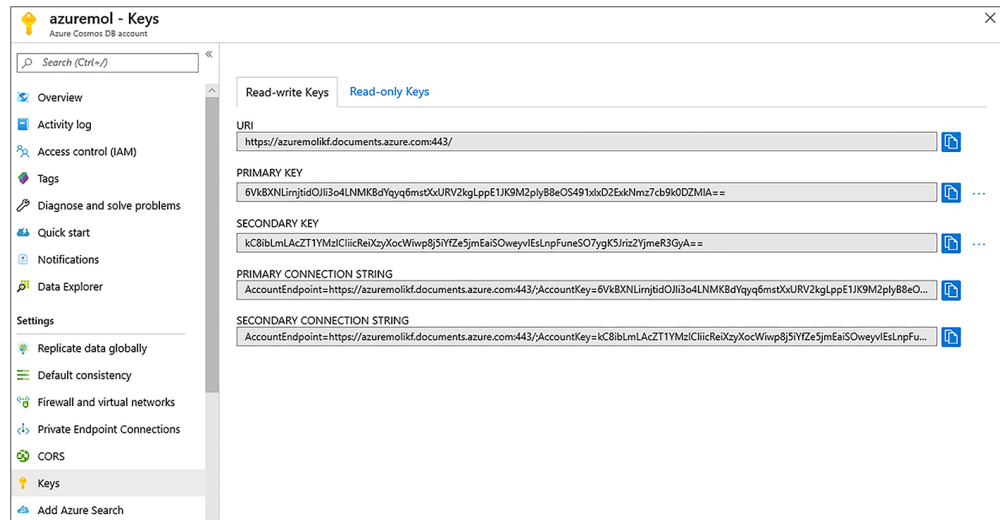 azuremol - Keys
Azure Cosmos DB account
Search (Ctrl+/)
Overview
Activity log
Access control (IAM)
Tags
Diagnose and solve problems
Quick start
Notifications
Data Explorer
Settings
Replicate data globally
Default consistency
Firewall and virtual networks
Private Endpoint Connections
CORS
Keys
Add Azure Search
Read-write Keys Read-only Keys
URI
https://azuremolikf.documents.azure.com:443/
PRIMARY KEY
SECONDARY KEY
PRIMARY CONNECTION STRING
AccountEndpoint=https://azuremolikf.documents.azure.com:443/;
SECONDARY CONNECTION STRING
AccountEndpoint=https://azuremolikf.documents.azure.com:443/;